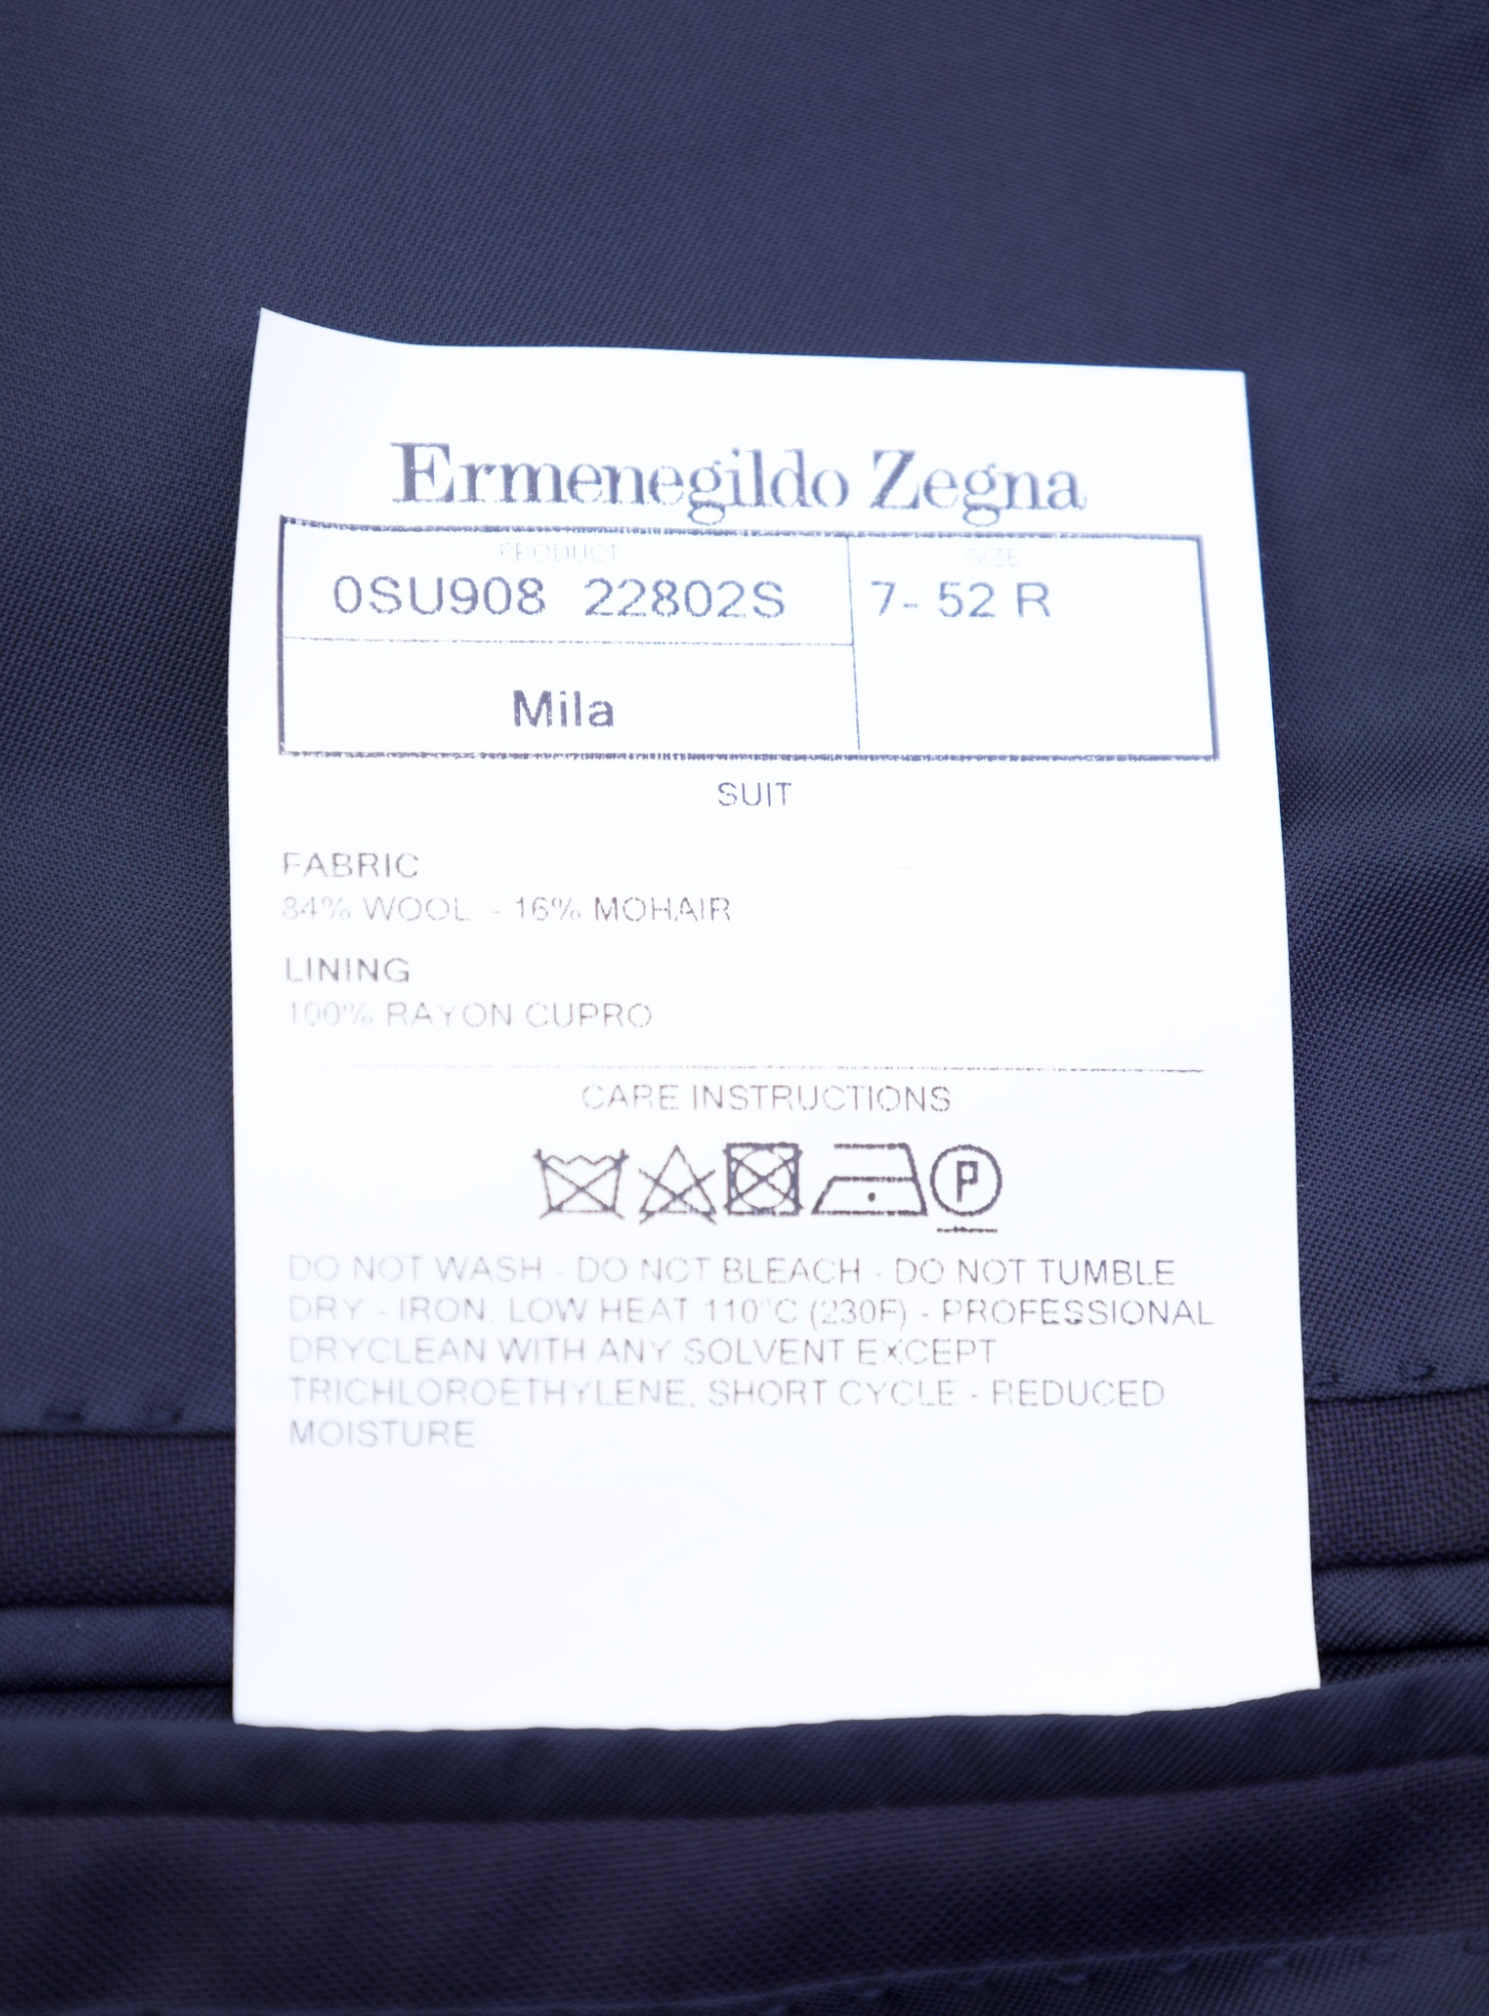 Ermenegildo Zegna
PRODUCT SIZE
0SU908 22802S 7- 52 R
Mila
SUIT
FABRIC
84% WOOL - 16% MOHAIR
LINING
100% RAYON CUPRO
CARE INSTRUCTIONS
P
DO NOT WASH - DO NOT BLEACH - DO NOT TUMBLE
DRY - IRON, LOW HEAT 110°C (230F) - PROFESSIONAL
DRYCLEAN WITH ANY SOLVENT EXCEPT
TRICHLOROETHYLENE, SHORT CYCLE - REDUCED
MOISTURE